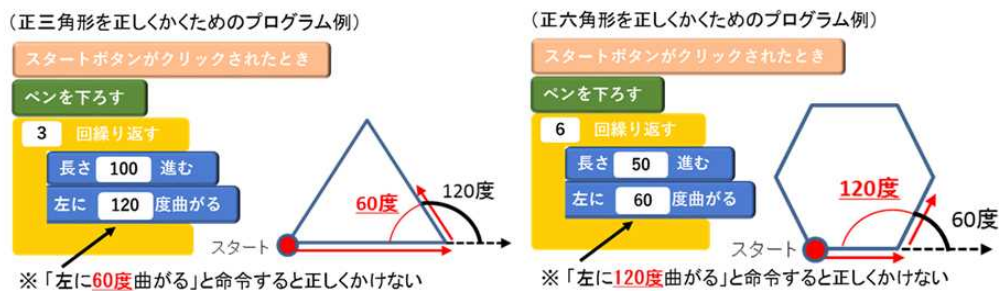 （正三角形を正しくかくためのプログラム例）
スタートボタンがクリックされたとき
ペンを下ろす
3 回繰り返す
長さ 100 進む
左に 120 度曲がる
60度
120度
スタート
※「左に60度曲がる」と命令すると正しくかけない
（正六角形を正しくかくためのプログラム例）
スタートボタンがクリックされたとき
ペンを下ろす
6 回繰り返す
長さ 50 進む
左に 60 度曲がる
120度
60度
スタート
※「左に120度曲がる」と命令すると正しくかけない